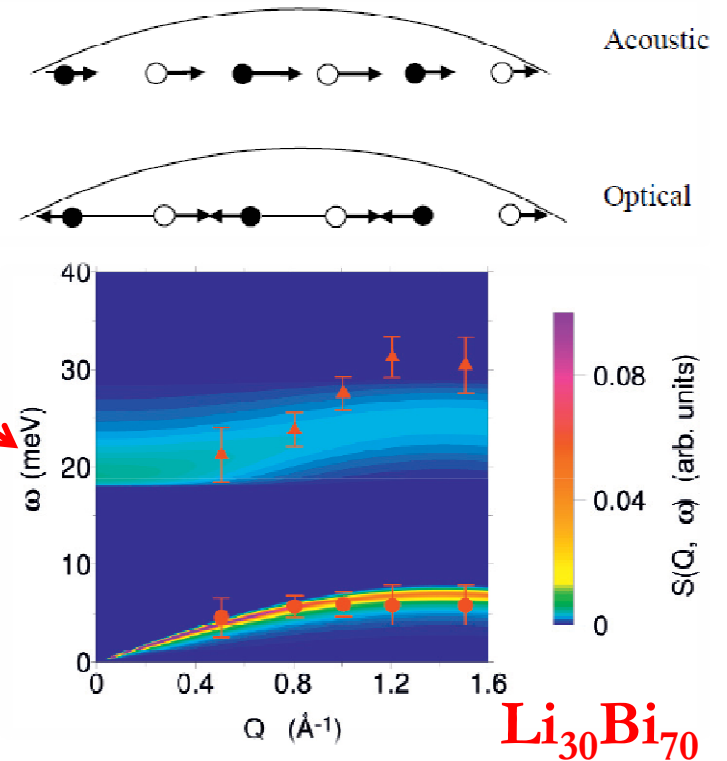 Acoustic
Optical
40
30
20
10
0
ω (meV)
0 0.4 0.8 1.2 1.6
Q (Å-1)
0.08
0.04
0
S(Q, ω) (arb. units)
Li30Bi70